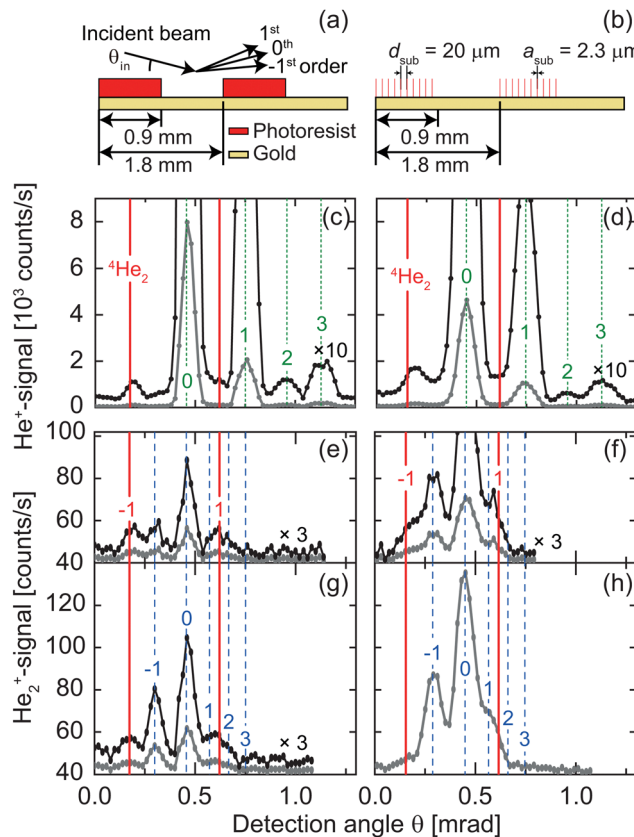 (a)
Incident beam
θin
1st
0th
-1st order
0.9 mm
1.8 mm
Photoresist
Gold
(b)
dsub = 20 μm
asub = 2.3 μm
0.9 mm
1.8 mm
He+-signal [10³ counts/s]
8
6
4
2
0
(c)
⁴He₂
0
1
2
3
×10
(d)
⁴He₂
0
1
2
3
×10
He₂+-signal [counts/s]
100
80
60
40
(e)
-1
0
1
× 3
(f)
-1
1
× 3
120
100
80
60
40
(g)
-1
0
1
2
3
× 3
(h)
-1
0
1
2
3
0.0
0.5
1.0
0.0
0.5
1.0
Detection angle θ [mrad]